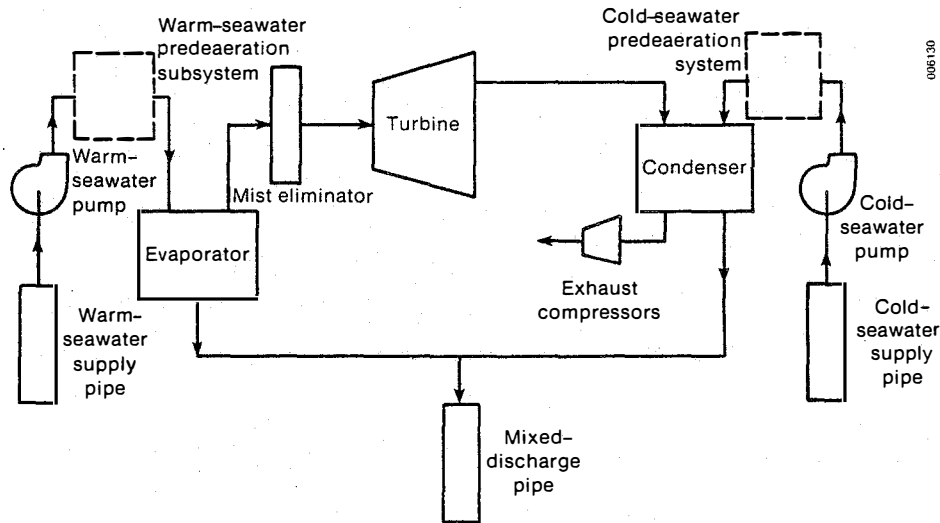 Warm-seawater
predeaeration
subsystem
Cold-seawater
predeaeration
system
006130
Turbine
Warm-
seawater
pump
Mist eliminator
Condenser
Cold-
seawater
pump
Evaporator
Exhaust
compressors
Warm-
seawater
supply
pipe
Cold-
seawater
supply
pipe
Mixed-
discharge
pipe